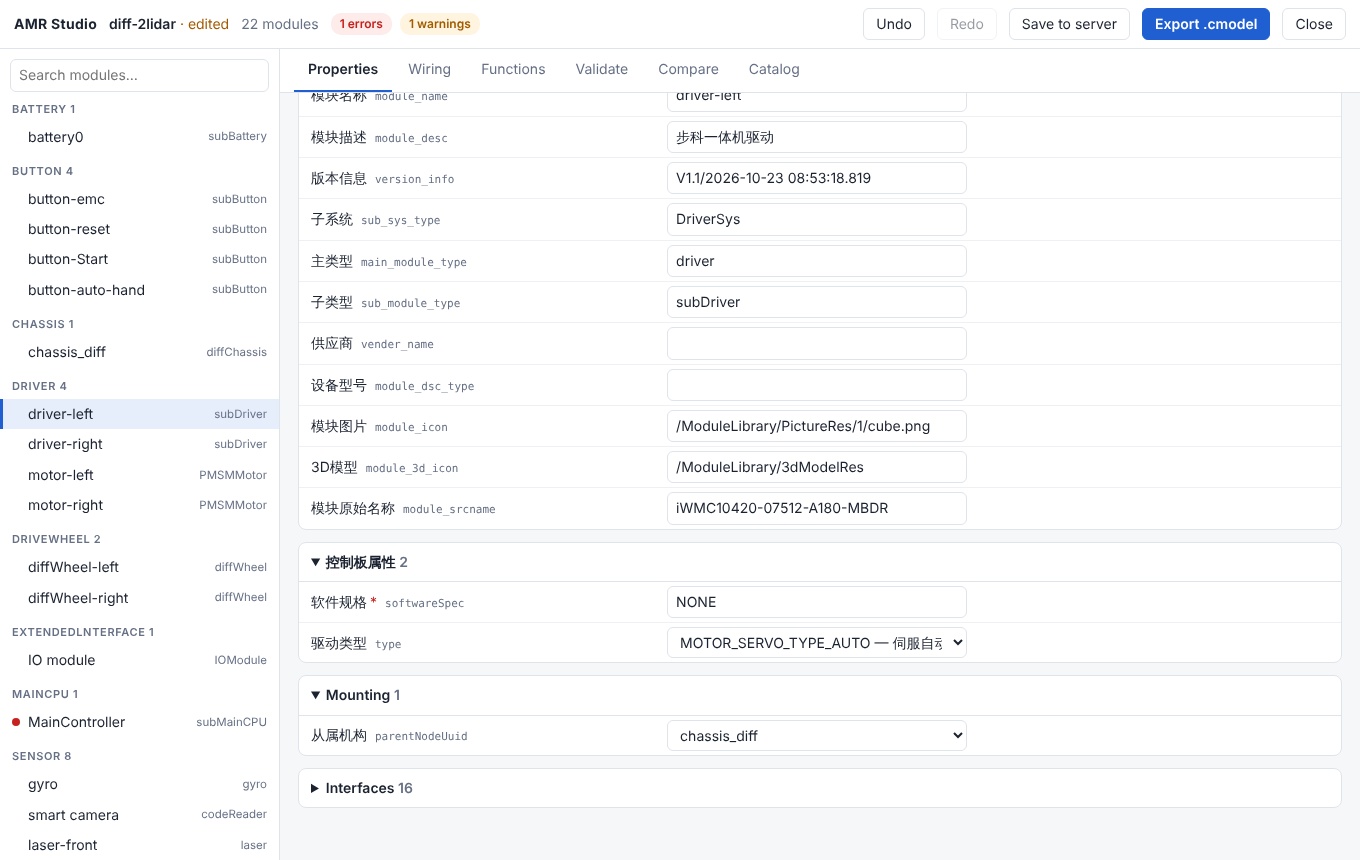 AMR Studio diff-2lidar · edited 22 modules 1 errors 1 warnings Undo Redo Save to server Export .cmodel Close
Search modules...
Properties Wiring Functions Validate Compare Catalog
BATTERY 1
battery0 subBattery
BUTTON 4
button-emc subButton
button-reset subButton
button-Start subButton
button-auto-hand subButton
CHASSIS 1
chassis_diff diffChassis
DRIVER 4
driver-left subDriver
driver-right subDriver
motor-left PMSMMotor
motor-right PMSMMotor
DRIVEWHEEL 2
diffWheel-left diffWheel
diffWheel-right diffWheel
EXTENDEDLNTERFACE 1
IO module IOModule
MAINCPU 1
MainController subMainCPU
SENSOR 8
gyro gyro
smart camera codeReader
laser-front laser
模块名称 module_name driver-left
模块描述 module_desc 步科一体机驱动
版本信息 version_info V1.1/2026-10-23 08:53:18.819
子系统 sub_sys_type DriverSys
主类型 main_module_type driver
子类型 sub_module_type subDriver
供应商 vender_name
设备型号 module_dsc_type
模块图片 module_icon /ModuleLibrary/PictureRes/1/cube.png
3D模型 module_3d_icon /ModuleLibrary/3dModelRes
模块原始名称 module_srcname iWMC10420-07512-A180-MBDR
控制板属性 2
软件规格 * softwareSpec NONE
驱动类型 type MOTOR_SERVO_TYPE_AUTO — 伺服自动
Mounting 1
从属机构 parentNodeUuid chassis_diff
Interfaces 16